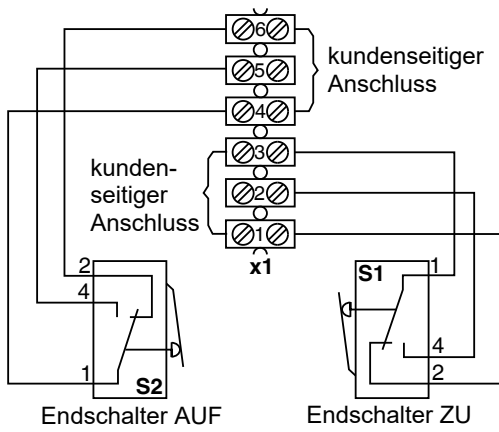 6
kundenseitiger
5
Anschluss
4
3
kunden-
seitiger
2
Anschluss
1
x1
2
S1
1
4
4
1
2
S2
Endschalter AUF
Endschalter ZU